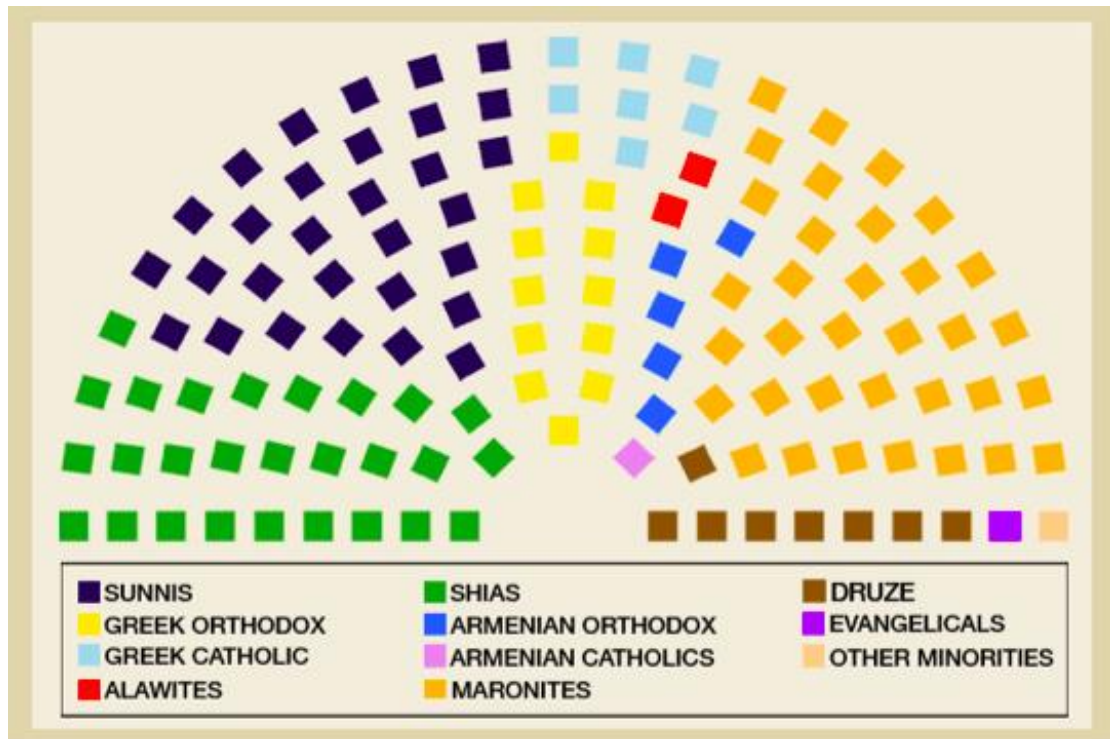 SUNNIS
GREEK ORTHODOX
GREEK CATHOLIC
ALAWITES
SHIAS
ARMENIAN ORTHODOX
ARMENIAN CATHOLICS
MARONITES
DRUZE
EVANGELICALS
OTHER MINORITIES